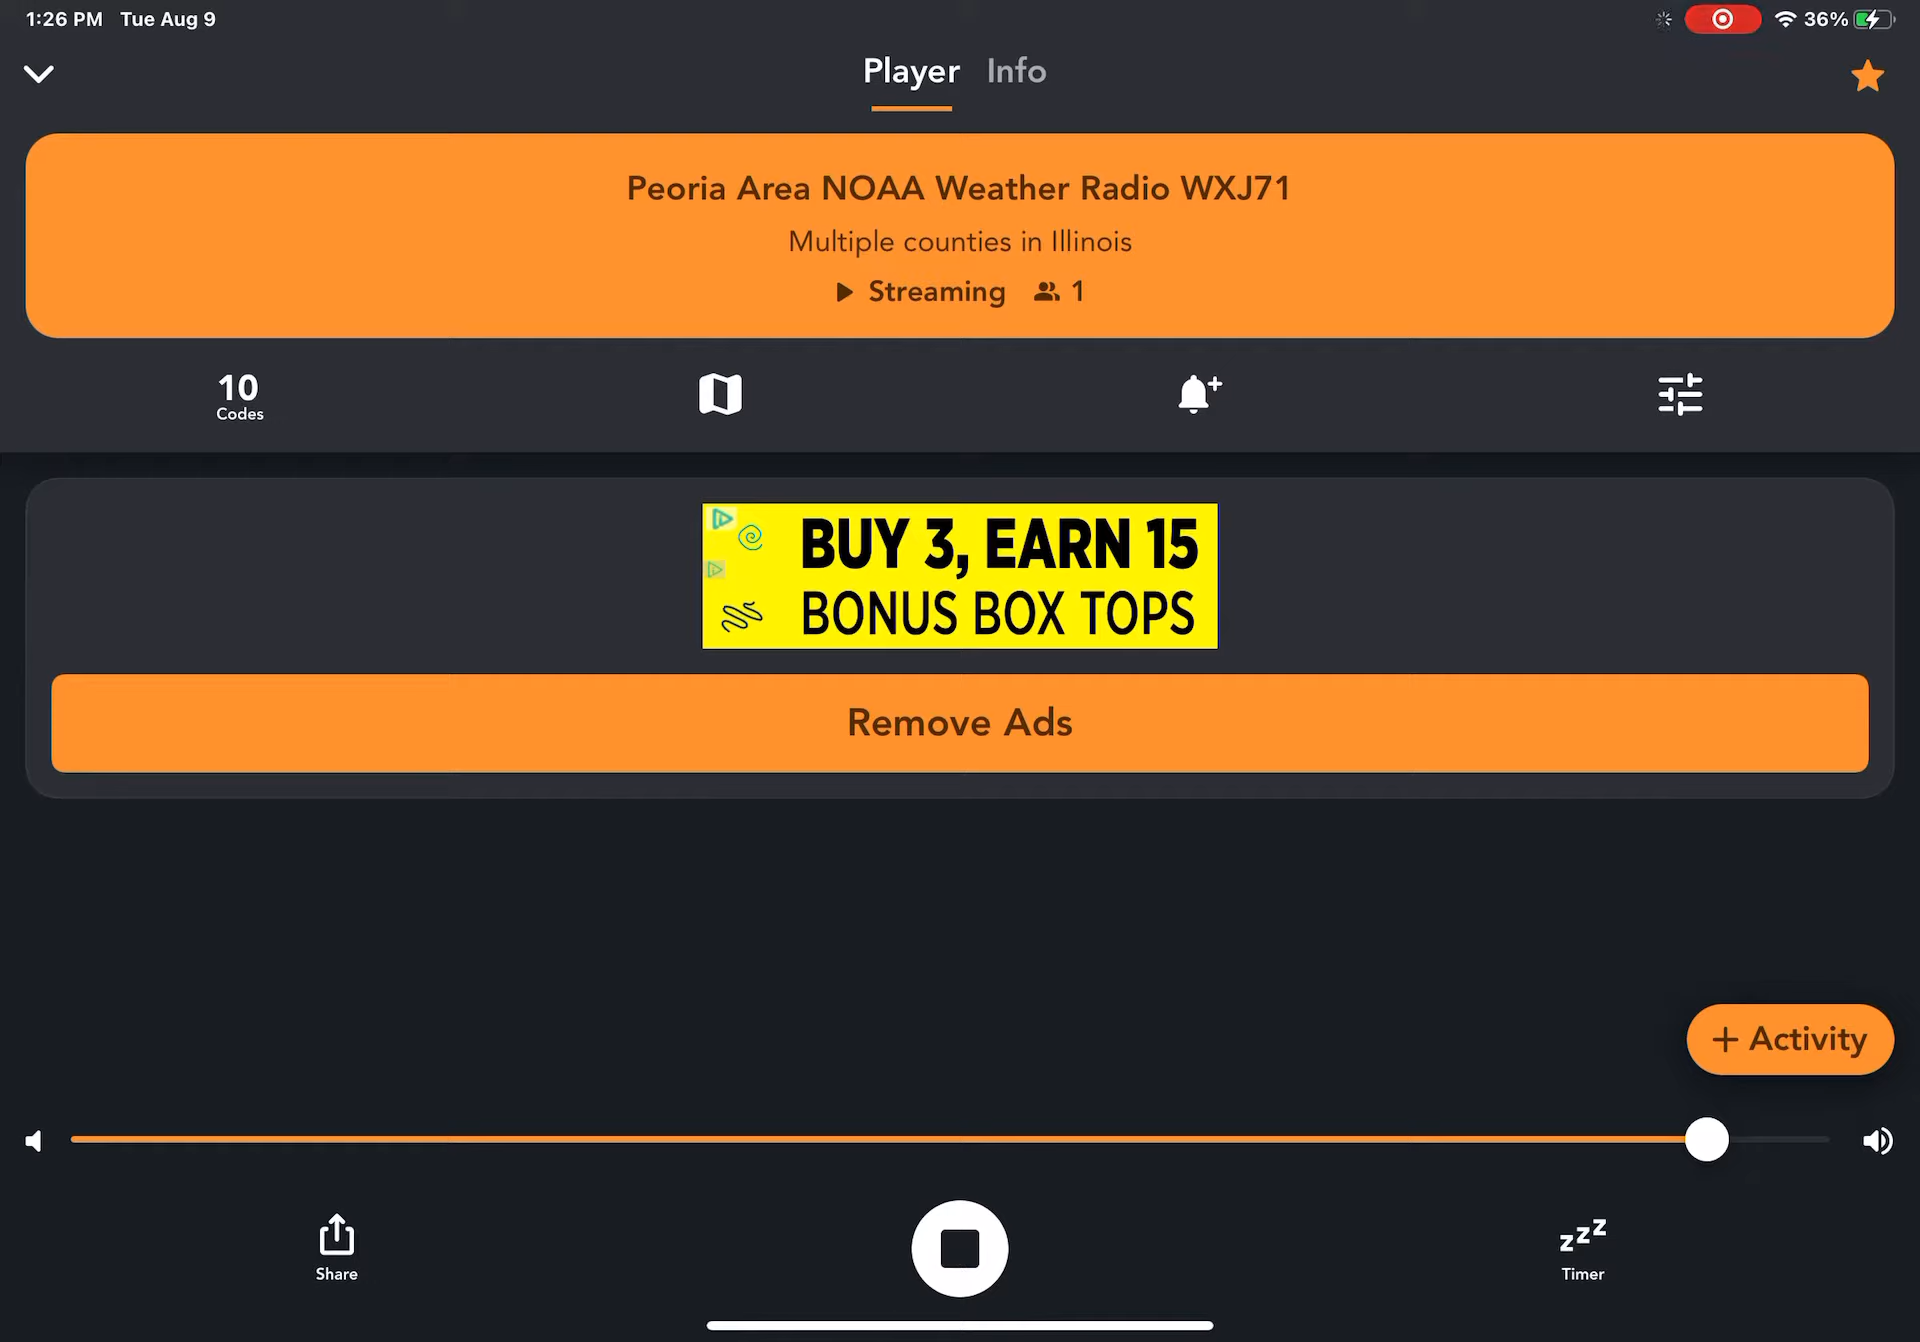 1:26 PM Tue Aug 9
36%
Player Info
Peoria Area NOAA Weather Radio WXJ71
Multiple counties in Illinois
Streaming 1
10
Codes
BUY 3, EARN 15
BONUS BOX TOPS
Remove Ads
+ Activity
Share
zzz
Timer